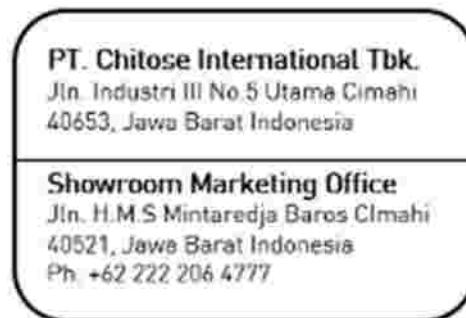 PT. Chitose International Tbk.
Jln. Industri III No.5 Utama Cimahi
40653, Jawa Barat Indonesia
Showroom Marketing Office
Jln. H.M.S Mintaredja Baros CImahi
40521, Jawa Barat Indonesia
Ph. +62 222 206 4777